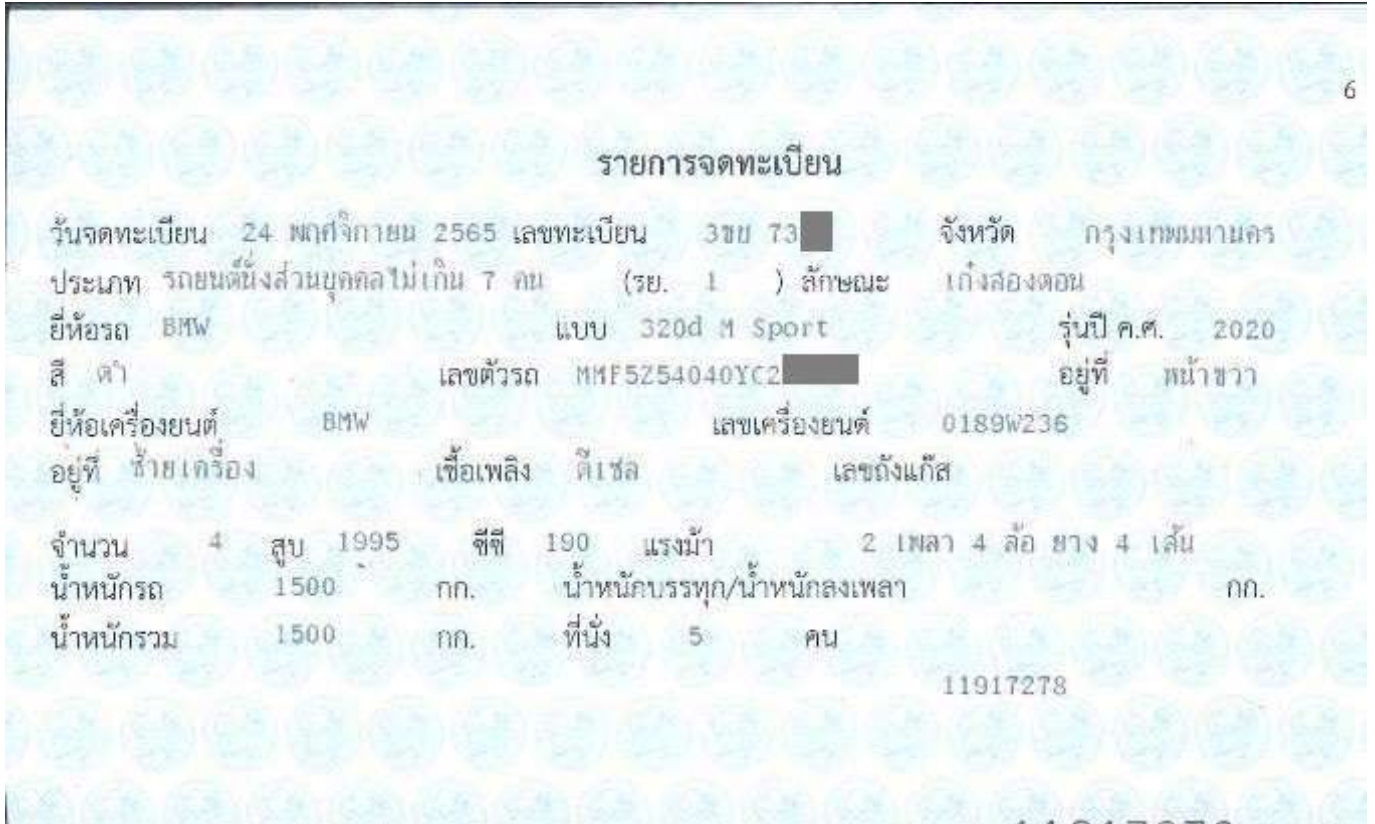 6
รายการจดทะเบียน
วันจดทะเบียน 24 พฤศจิกายน 2565 เลขทะเบียน 3ขข 73 จังหวัด กรุงเทพมหานคร
ประเภท รถยนต์นั่งส่วนบุคคลไม่เกิน 7 คน (รย. 1 ) ลักษณะ เก๋งสองตอน
ยี่ห้อรถ BMW แบบ 320d M Sport รุ่นปี ค.ศ. 2020
สี ดำ เลขตัวรถ MMF5Z54040YC2 อยู่ที่ หน้าขวา
ยี่ห้อเครื่องยนต์ BMW เลขเครื่องยนต์ 0189W236
อยู่ที่ ซ้ายเครื่อง เชื้อเพลิง ดีเซล เลขถังแก๊ส
จำนวน 4 สูบ 1995 ซีซี 190 แรงม้า 2 เพลา 4 ล้อ ยาง 4 เส้น
น้ำหนักรถ 1500 กก. น้ำหนักบรรทุก/น้ำหนักลงเพลา กก.
น้ำหนักรวม 1500 กก. ที่นั่ง 5 คน
11917278